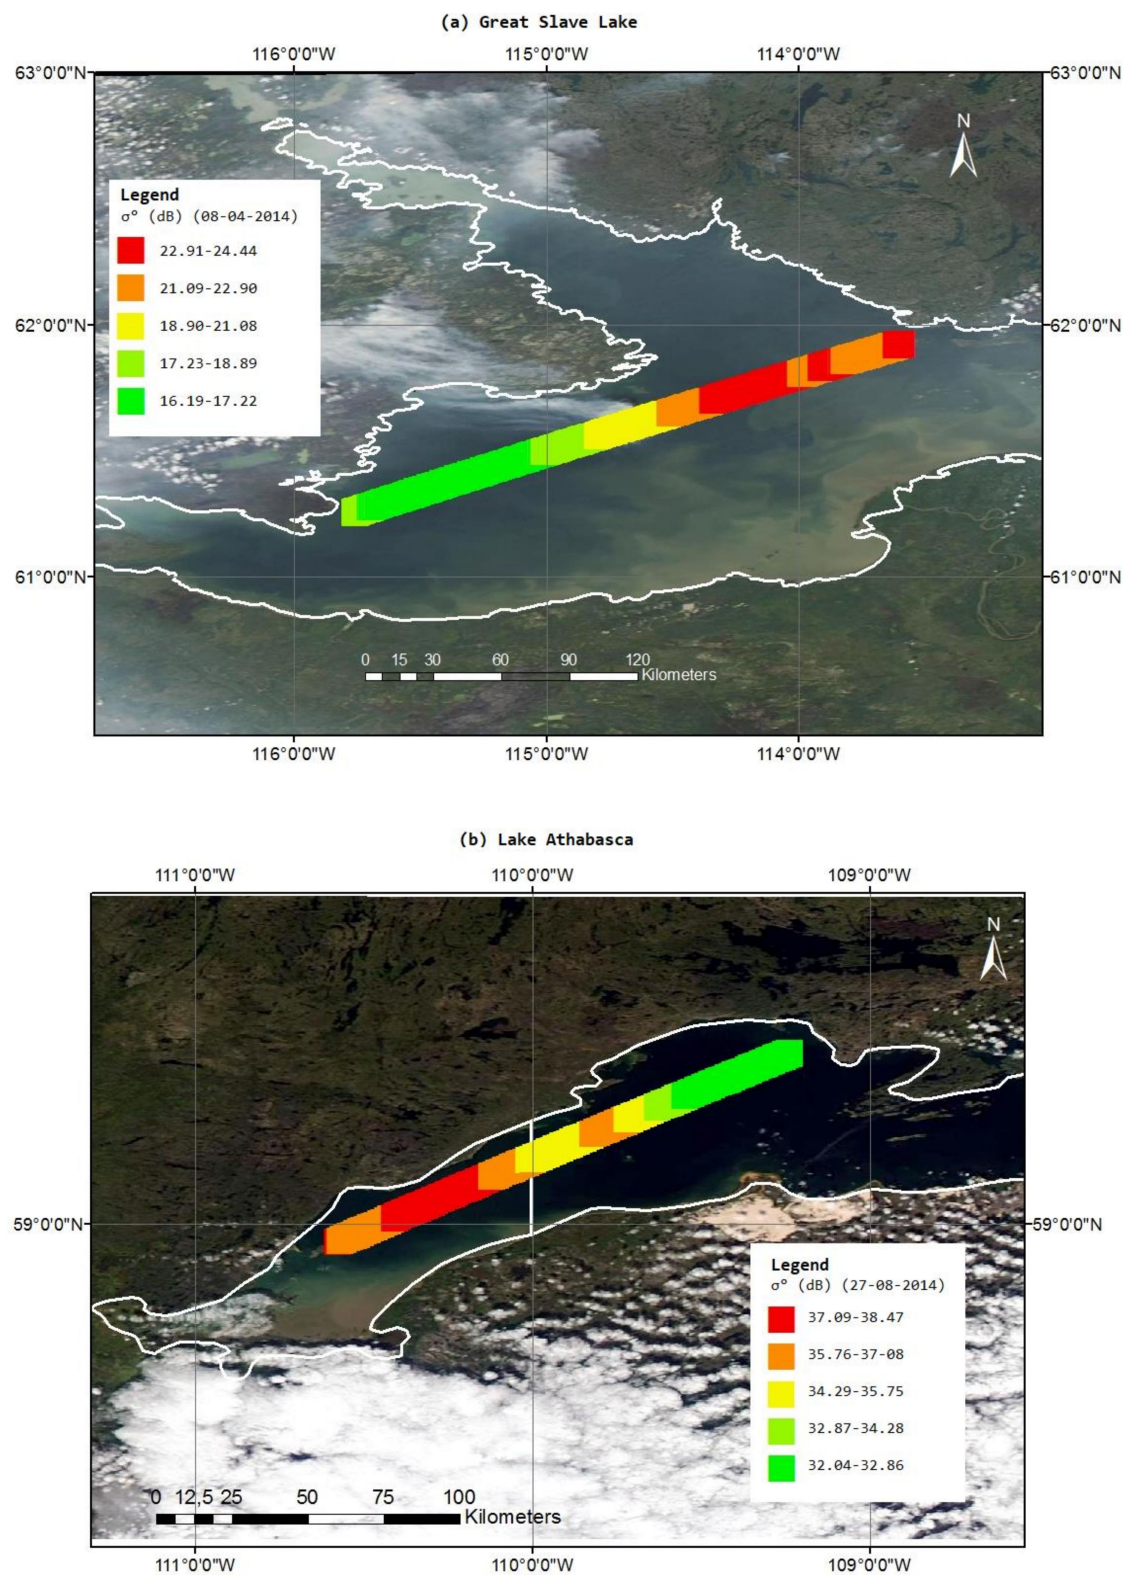 (a) Great Slave Lake
116°0'0"W 115°0'0"W 114°0'0"W
63°0'0"N 63°0'0"N
N
Legend
σ° (dB) (08-04-2014)
22.91-24.44
21.09-22.90
18.90-21.08
17.23-18.89
16.19-17.22
62°0'0"N 62°0'0"N
61°0'0"N 61°0'0"N
0 15 30 60 90 120
Kilometers
116°0'0"W 115°0'0"W 114°0'0"W
(b) Lake Athabasca
111°0'0"W 110°0'0"W 109°0'0"W
N
59°0'0"N 59°0'0"N
Legend
σ° (dB) (27-08-2014)
37.09-38.47
35.76-37-08
34.29-35.75
32.87-34.28
32.04-32.86
0 12,5 25 50 75 100
Kilometers
111°0'0"W 110°0'0"W 109°0'0"W